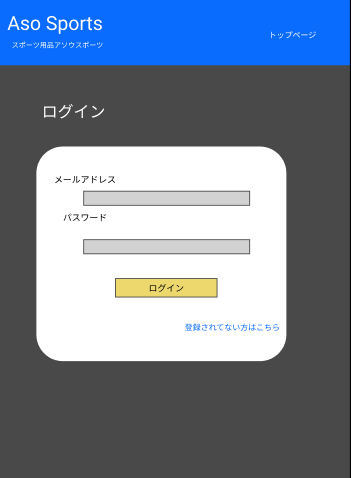 Aso Sports
スポーツ用品アソウスポーツ
トップページ
ログイン
メールアドレス
パスワード
ログイン
登録されてない方はこちら